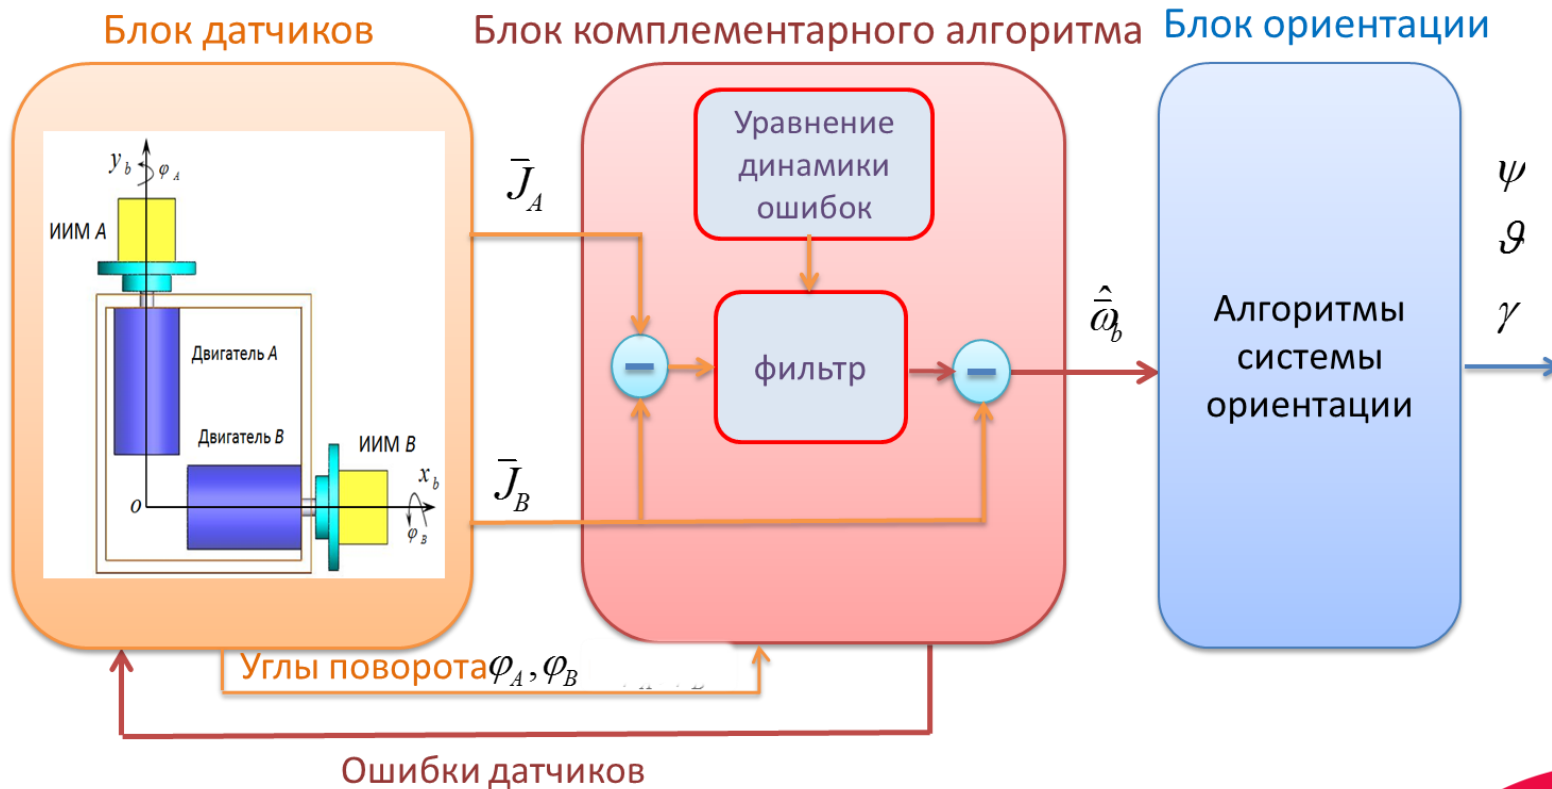 Блок датчиков
Блок комплементарного алгоритма
Блок ориентации
y_b
φ_A
ИИМ A
Двигатель A
Двигатель B
ИИМ B
x_b
O
φ_B
J̄_A
J̄_B
Уравнение
динамики
ошибок
фильтр
−
−
ω̄̂_b
Алгоритмы
системы
ориентации
ψ
ϑ
γ
Углы поворота φ_A, φ_B
Ошибки датчиков